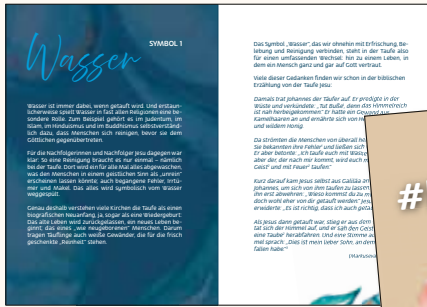 SYMBOL 1
Wasser
Wasser ist immer dabei, wenn getauft wird. Und erstaun-
licherweise spielt Wasser in fast allen Religionen eine be-
sondere Rolle. Zum Beispiel gehört es im Judentum, im
Islam, im Hinduismus und im Buddhismus selbstverständ-
lich dazu, dass Menschen sich reinigen, bevor sie dem
Göttlichen gegenübertreten.
Für die Nachfolgerinnen und Nachfolger Jesu dagegen war
klar: So eine Reinigung braucht es nur einmal – nämlich
bei der Taufe. Dort wird ein für alle Mal alles abgewaschen,
was den Menschen in einem geistlichen Sinn als „unrein“
erscheinen lassen könnte; auch begangene Fehler, Irrtü-
mer und Makel. Das alles wird symbolisch vom Wasser
weggespült.
Genau deshalb verstehen viele Kirchen die Taufe als einen
biografischen Neuanfang, ja, sogar als eine Wiedergeburt:
Das alte Leben wird zurückgelassen, ein neues Leben be-
ginnt, das eines „wie neugeborenen“ Menschen. Darum
tragen Täuflinge auch weiße Gewänder, die für die frisch
geschenkte „Reinheit“ stehen.
Das Symbol „Wasser“, das wir ohnehin mit Erfrischung, Be-
lebung und Reinigung verbinden, steht in der Taufe also
für einen umfassenden Wechsel: hin zu einem Leben, in
dem ein Mensch ganz und gar auf Gott vertraut.
Viele dieser Gedanken finden wir schon in der biblischen
Erzählung von der Taufe Jesu:
Damals trat Johannes der Täufer auf. Er predigte in der
Wüste und verkündete: „Tut Buße!, denn das Himmelreich
ist nah herbeigekommen“ Er hatte ein Gewand aus
Kamelhaaren an und ernährte sich von He
und wildem Honig.
Da strömten die Menschen von überall he
Sie bekannten ihre Fehler und ließen sich
Er aber betonte: „Ich taufe euch mit Wasser
aber der, der nach mir kommt, wird euch m
Geist‘ und mit Feuer‘ taufen“
Kurz darauf kam Jesus selbst aus Galiläa an
Johannes, um sich von ihm taufen zu lassen
ihn erst abwehren: „Wieso kommst du zu m
doch wohl eher von dir getauft werden“ Jesu
erwiderte: „Es ist richtig, dass ich auch geta
Als Jesus dann getauft war, stieg er aus dem
tat sich der Himmel auf, und er sah den Geist
eine Taube‘ herabfahren. Und eine Stimme au
mel sprach: „Dies ist mein lieber Sohn, an dem
fallen habe“
(Markuseva
#